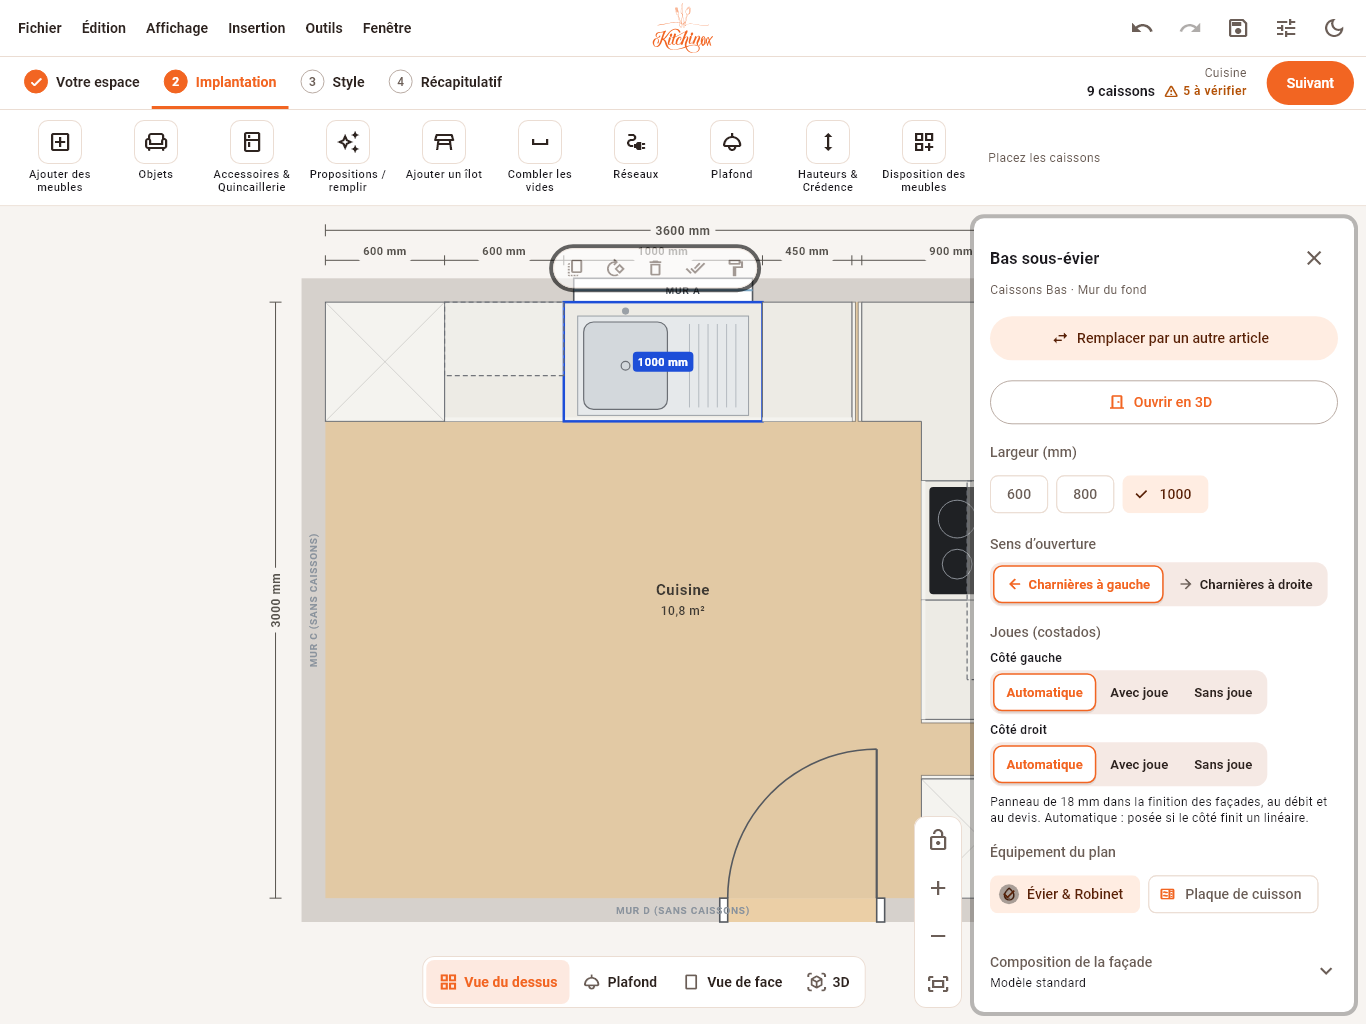 Fichier Édition Affichage Insertion Outils Fenêtre
Kitchinox
Votre espace
2 Implantation
3 Style
4 Récapitulatif
Cuisine
9 caissons 5 à vérifier
Suivant
Ajouter des
meubles
Objets
Accessoires &
Quincaillerie
Propositions /
remplir
Ajouter un îlot
Combler les
vides
Réseaux
Plafond
Hauteurs &
Crédence
Disposition des
meubles
Placez les caissons
3600 mm
600 mm 600 mm 1000 mm 450 mm 900 mm
MUR A
1000 mm
3000 mm
MUR C (SANS CAISSONS)
Cuisine
10,8 m²
MUR D (SANS CAISSONS)
Vue du dessus Plafond Vue de face 3D
Bas sous-évier
Caissons Bas · Mur du fond
Remplacer par un autre article
Ouvrir en 3D
Largeur (mm)
600 800 1000
Sens d’ouverture
Charnières à gauche Charnières à droite
Joues (costados)
Côté gauche
Automatique Avec joue Sans joue
Côté droit
Automatique Avec joue Sans joue
Panneau de 18 mm dans la finition des façades, au débit et
au devis. Automatique : posée si le côté finit un linéaire.
Équipement du plan
Évier & Robinet Plaque de cuisson
Composition de la façade
Modèle standard